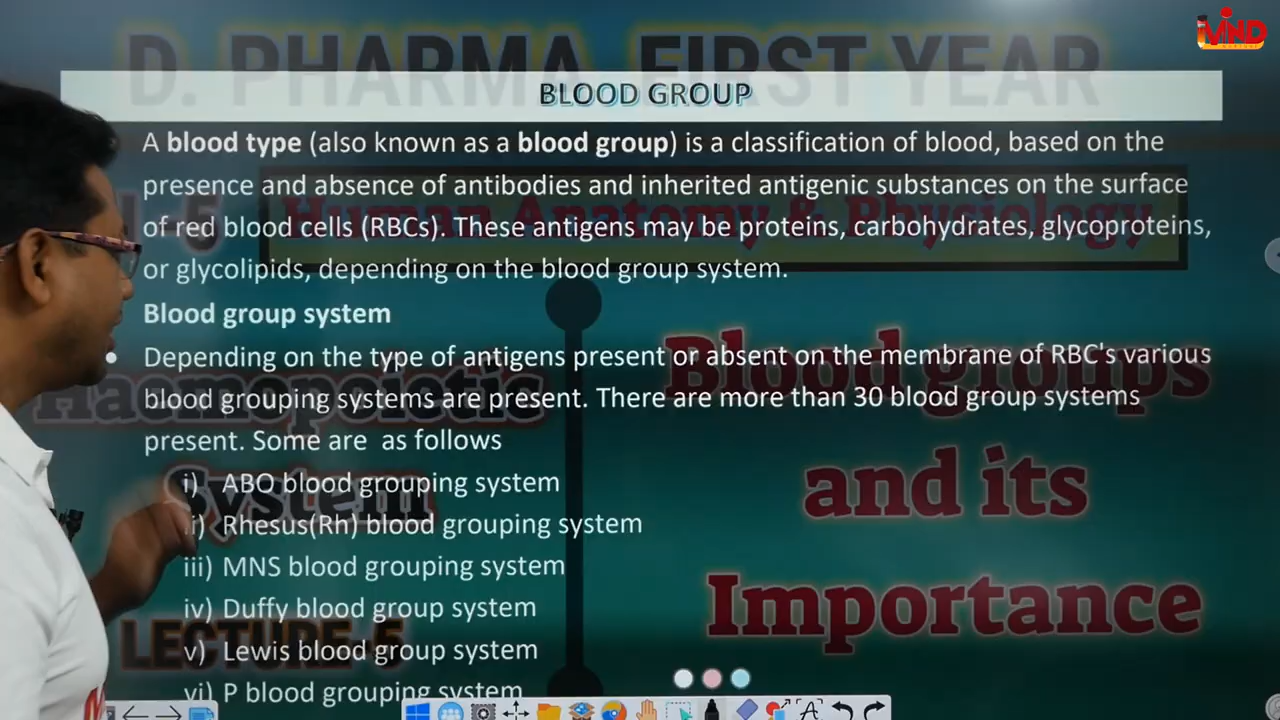 iMIND
D. PHARMA FIRST YEAR
BLOOD GROUP
A blood type (also known as a blood group) is a classification of blood, based on the
presence and absence of antibodies and inherited antigenic substances on the surface
of red blood cells (RBCs). These antigens may be proteins, carbohydrates, glycoproteins,
or glycolipids, depending on the blood group system.
Human Anatomy & Physiology
Blood group system
• Depending on the type of antigens present or absent on the membrane of RBC's various
blood grouping systems are present. There are more than 30 blood group systems
present. Some are as follows
i) ABO blood grouping system
ii) Rhesus(Rh) blood grouping system
iii) MNS blood grouping system
iv) Duffy blood group system
v) Lewis blood group system
vi) P blood grouping system
Haemopoietic
System
LECTURE-5
Blood groups
and its
Importance